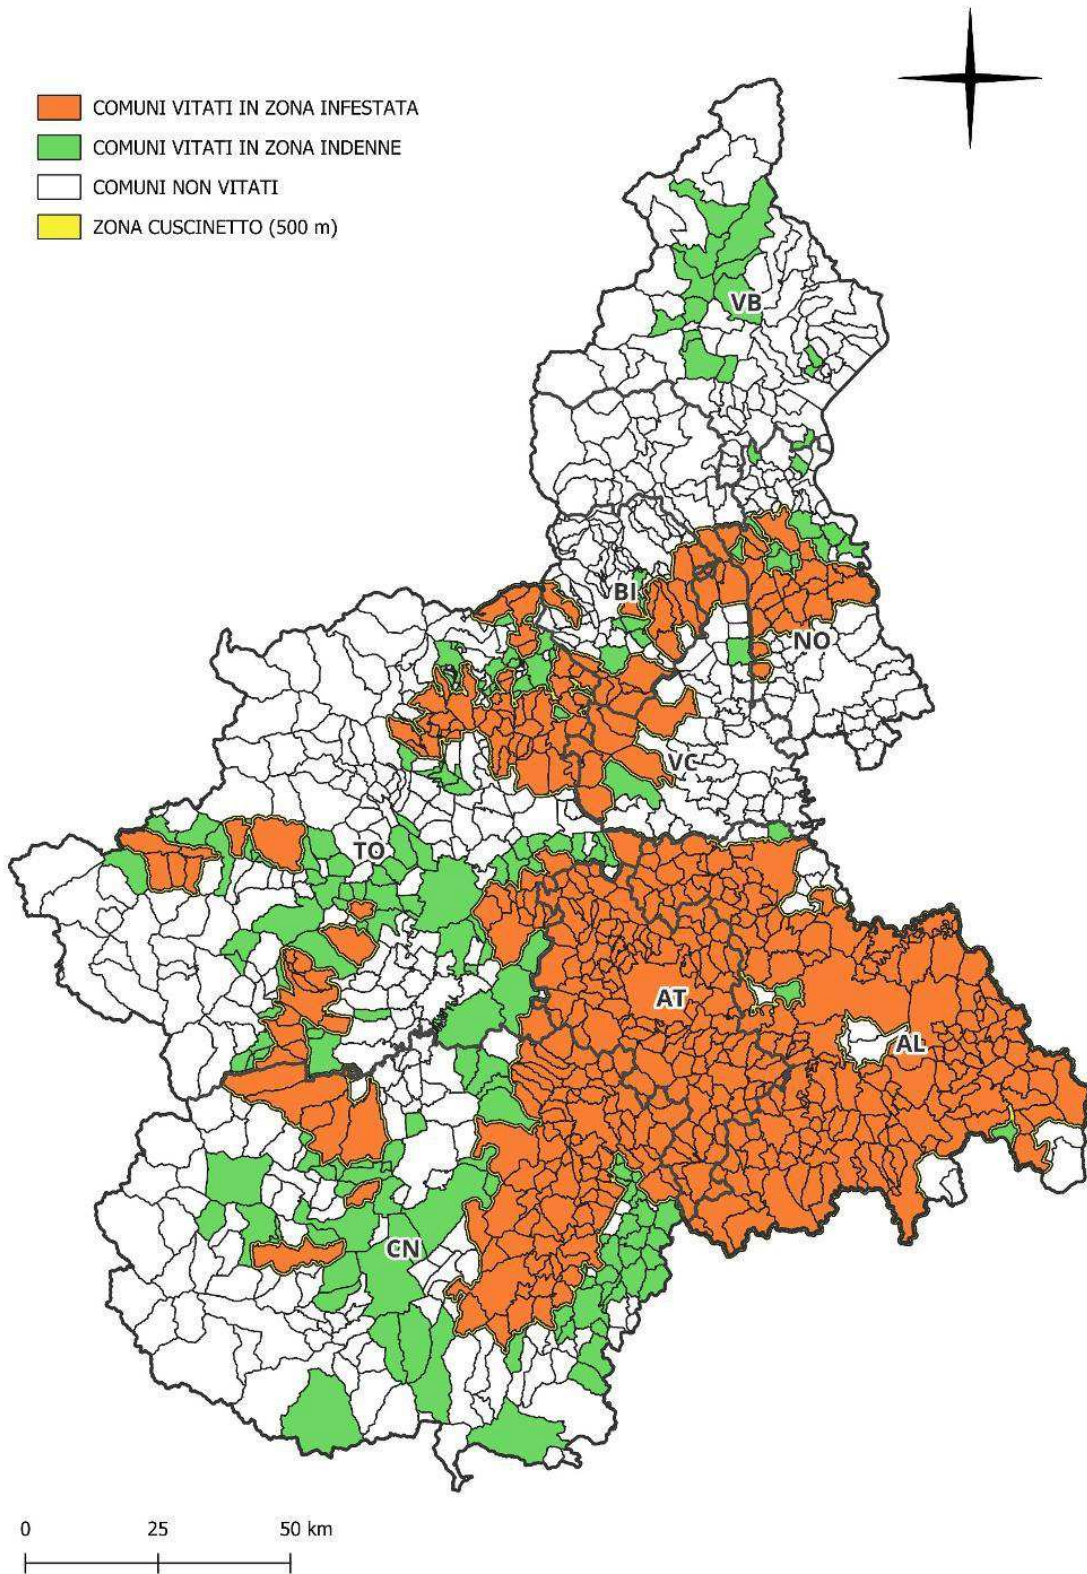 COMUNI VITATI IN ZONA INFESTATA
COMUNI VITATI IN ZONA INDENNE
COMUNI NON VITATI
ZONA CUSCINETTO (500 m)
VB
BI
NO
VC
TO
AT
AL
CN
0 25 50 km